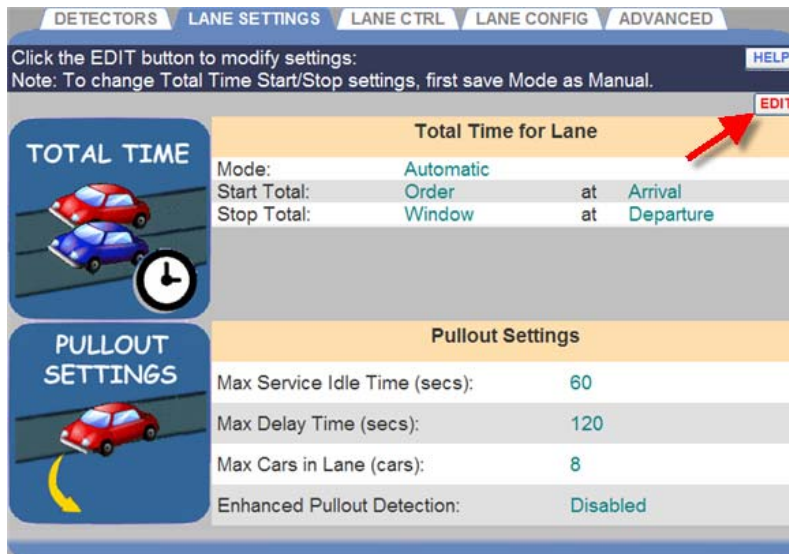 DETECTORS LANE SETTINGS LANE CTRL LANE CONFIG ADVANCED
Click the EDIT button to modify settings:
HELP
Note: To change Total Time Start/Stop settings, first save Mode as Manual.
EDIT
TOTAL TIME
Total Time for Lane
Mode: Automatic
Start Total: Order at Arrival
Stop Total: Window at Departure
PULLOUT
SETTINGS
Pullout Settings
Max Service Idle Time (secs): 60
Max Delay Time (secs): 120
Max Cars in Lane (cars): 8
Enhanced Pullout Detection: Disabled